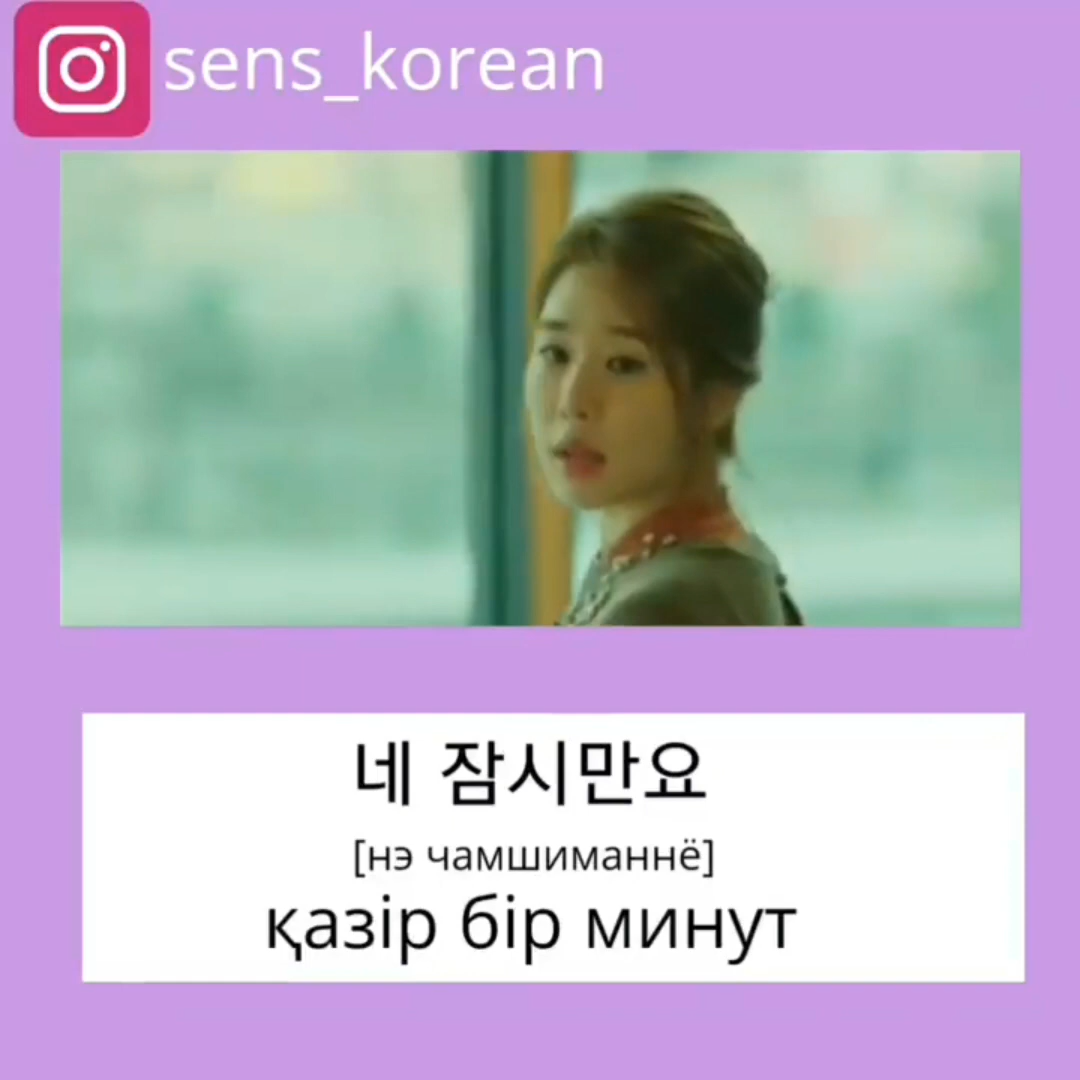 sens_korean
네 잠시만요
[нэ чамшиманнё]
қазір бір минут